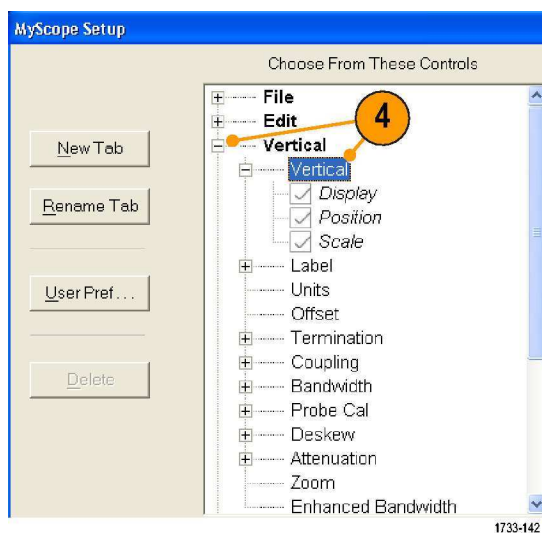 MyScope Setup
Choose From These Controls
File
Edit
4
Vertical
Vertical
Display
Position
Scale
Label
Units
Offset
Termination
Coupling
Bandwidth
Probe Cal
Deskew
Attenuation
Zoom
Enhanced Bandwidth
New Tab
Rename Tab
User Pref...
Delete
1733-142